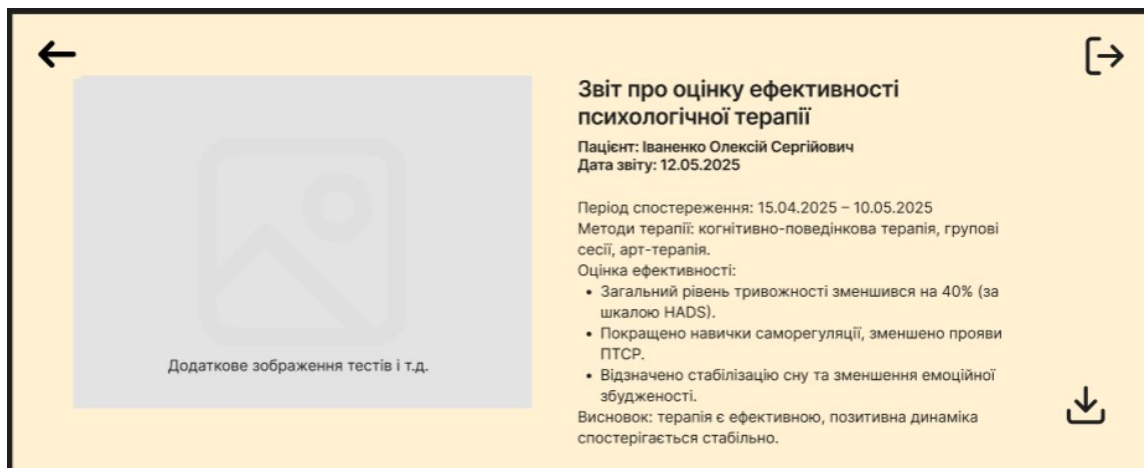 Звіт про оцінку ефективності
психологічної терапії
Пацієнт: Іваненко Олексій Сергійович
Дата звіту: 12.05.2025
Період спостереження: 15.04.2025 – 10.05.2025
Методи терапії: когнітивно-поведінкова терапія, групові
сесії, арт-терапія.
Оцінка ефективності:
• Загальний рівень тривожності зменшився на 40% (за
шкалою HADS).
• Покращено навички саморегуляції, зменшено прояви
ПТСР.
• Відзначено стабілізацію сну та зменшення емоційної
збудженості.
Висновок: терапія є ефективною, позитивна динаміка
спостерігається стабільно.
Додаткове зображення тестів і т.д.